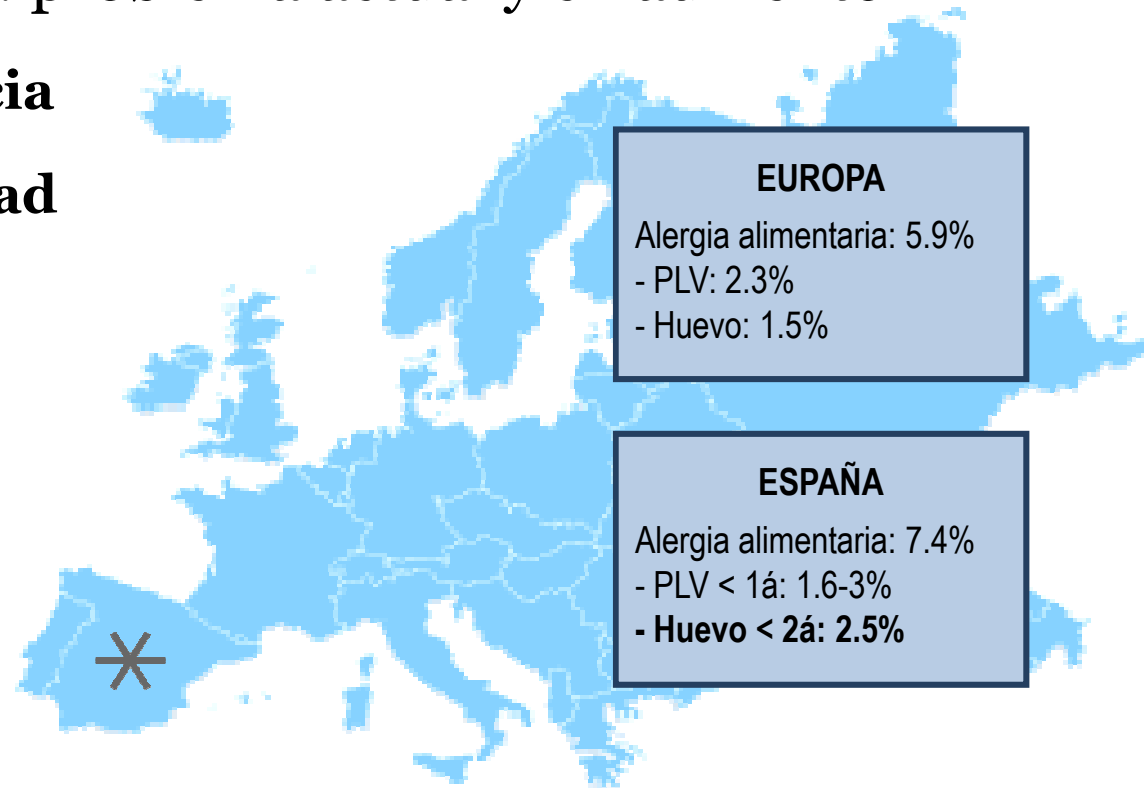 EUROPA
cia
Alergia alimentaria: 5.9%
ad
- PLV: 2.3%
- Huevo: 1.5%
ESPAÑA
Alergia alimentaria: 7.4%
- PLV < 1á: 1.6-3%
- Huevo < 2á: 2.5%